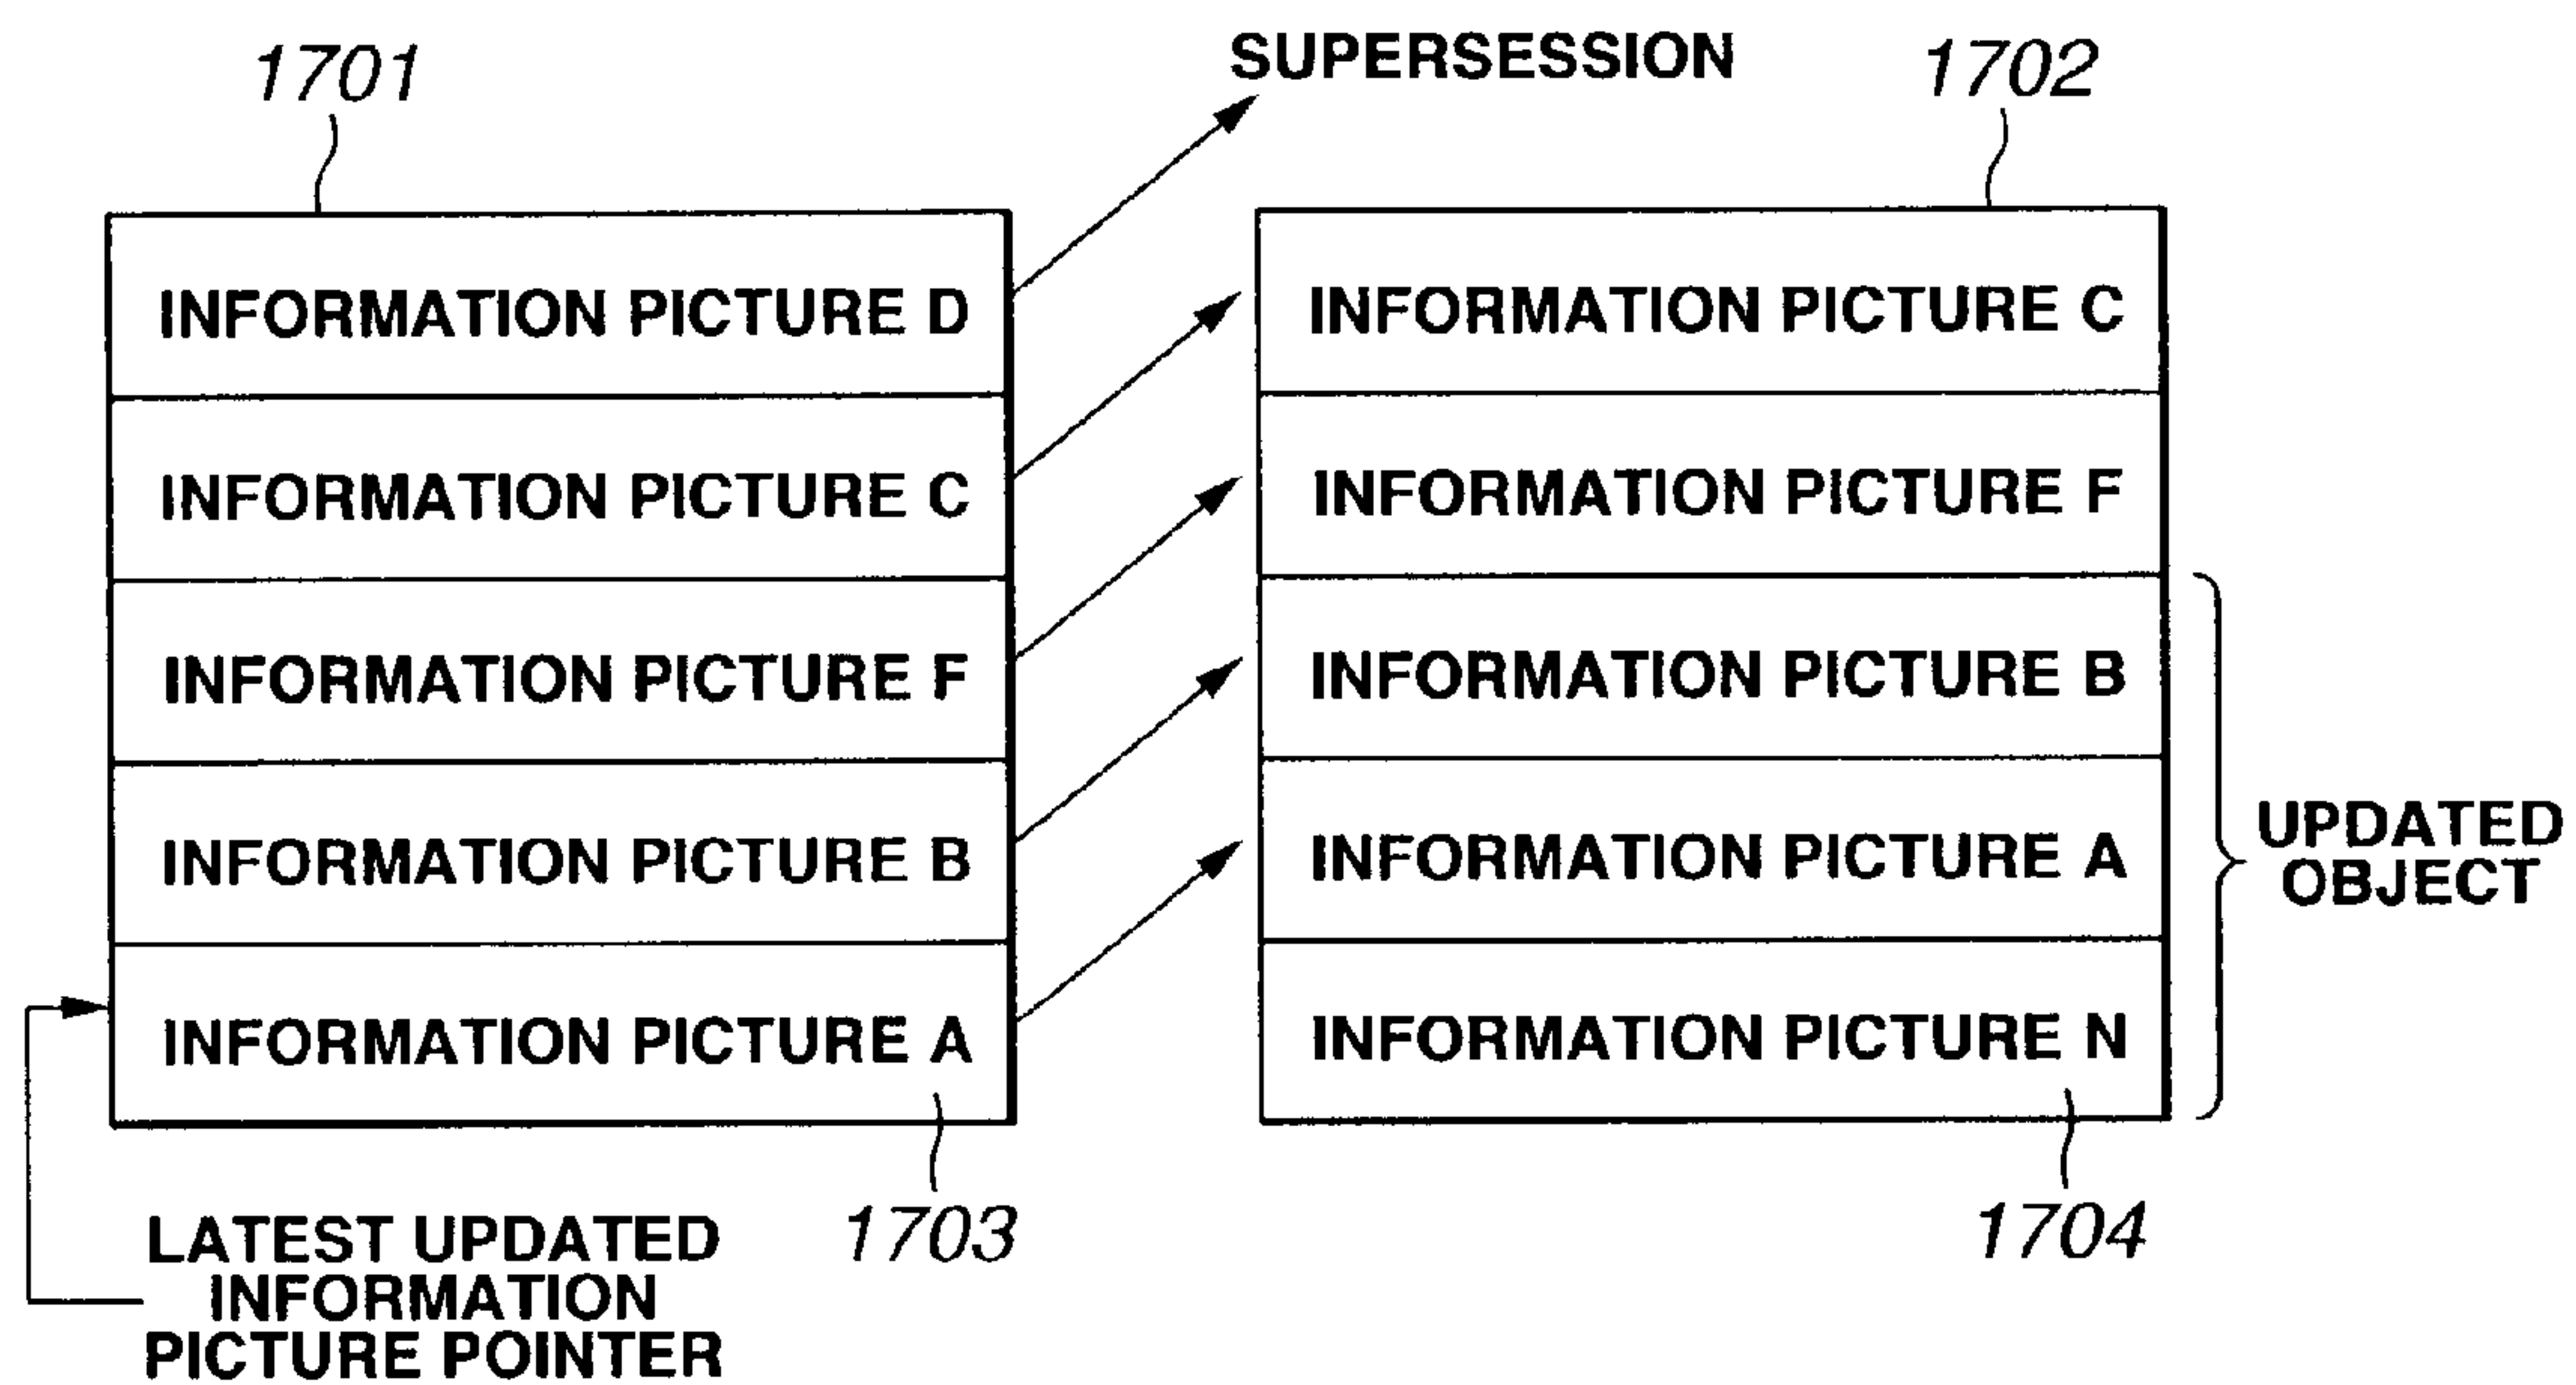 1701
SUPERSESSION
1702
INFORMATION PICTURE D
INFORMATION PICTURE C
INFORMATION PICTURE F
INFORMATION PICTURE B
INFORMATION PICTURE A
INFORMATION PICTURE C
INFORMATION PICTURE F
INFORMATION PICTURE B
INFORMATION PICTURE A
INFORMATION PICTURE N
UPDATED
OBJECT
LATEST UPDATED
INFORMATION
PICTURE POINTER
1703
1704